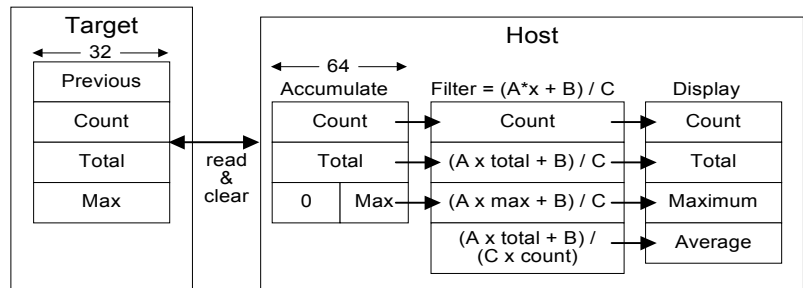 Target
32
Previous
Count
Total
Max
read
&
clear
Host
64
Accumulate
Filter = (A*x + B) / C
Display
Count
Count
Count
Total
(A x total + B) / C
Total
0
Max
(A x max + B) / C
Maximum
(A x total + B) /
(C x count)
Average